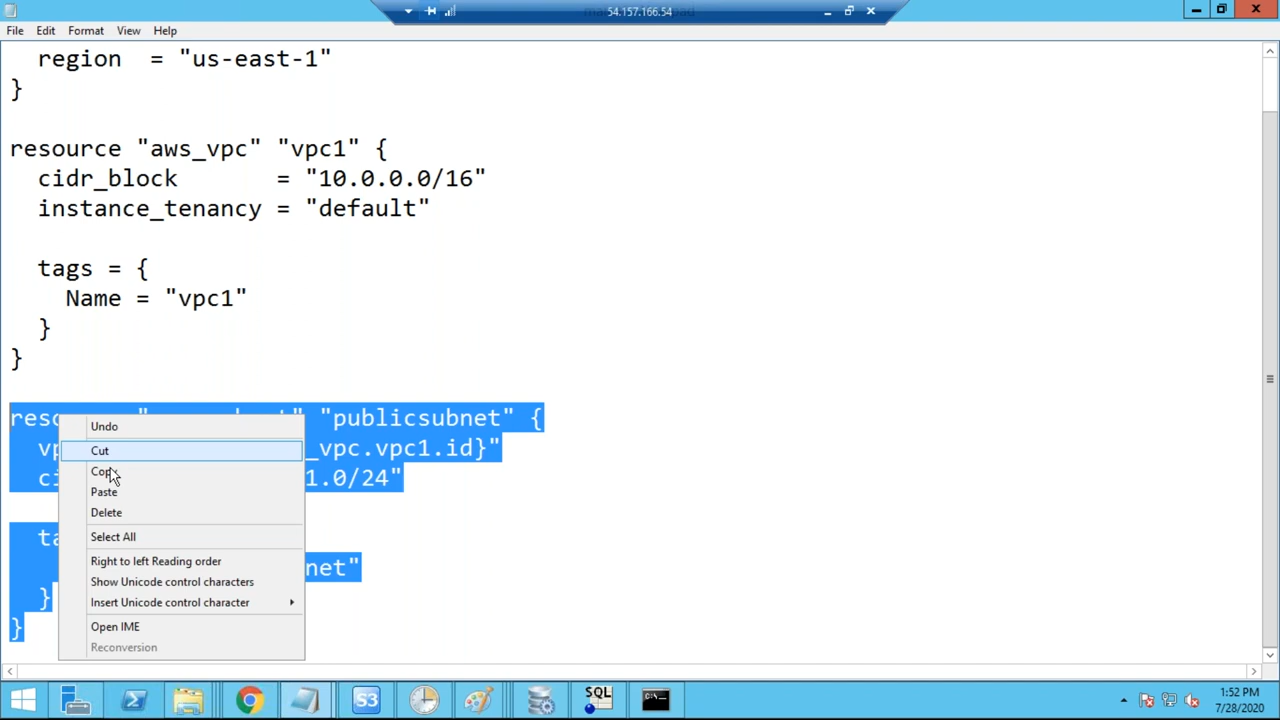 54.157.166.54
File Edit Format View Help
region = "us-east-1"
}
resource "aws_vpc" "vpc1" {
cidr_block = "10.0.0.0/16"
instance_tenancy = "default"
tags = {
Name = "vpc1"
}
}
"publicsubnet" {
_vpc.vpc1.id}"
1.0/24"
net"
}
}
Undo
Cut
Copy
Paste
Delete
Select All
Right to left Reading order
Show Unicode control characters
Insert Unicode control character
Open IME
Reconversion
S3
SQL
C:\_
1:52 PM
7/28/2020